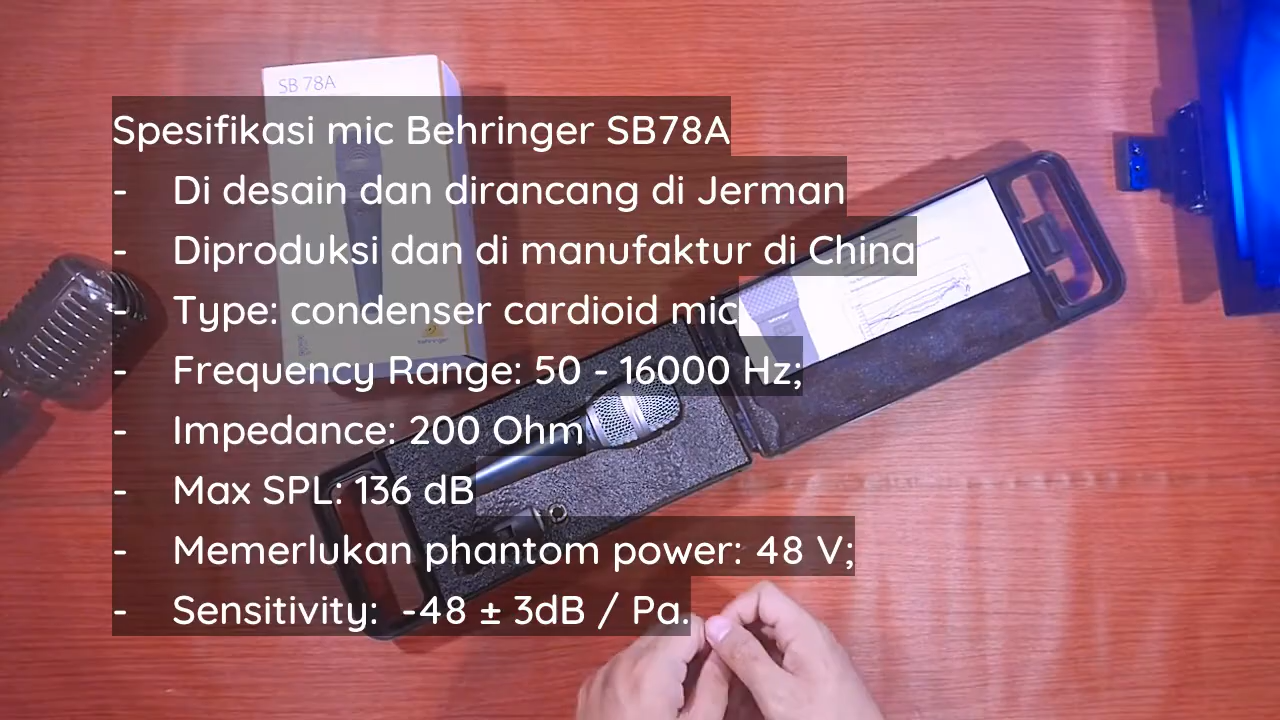 SB 78A
Spesifikasi mic Behringer SB78A
- Di desain dan dirancang di Jerman
- Diproduksi dan di manufaktur di China
- Type: condenser cardioid mic
- Frequency Range: 50 - 16000 Hz;
- Impedance: 200 Ohm
- Max SPL: 136 dB
- Memerlukan phantom power: 48 V;
- Sensitivity: -48 ± 3dB / Pa.
behringer